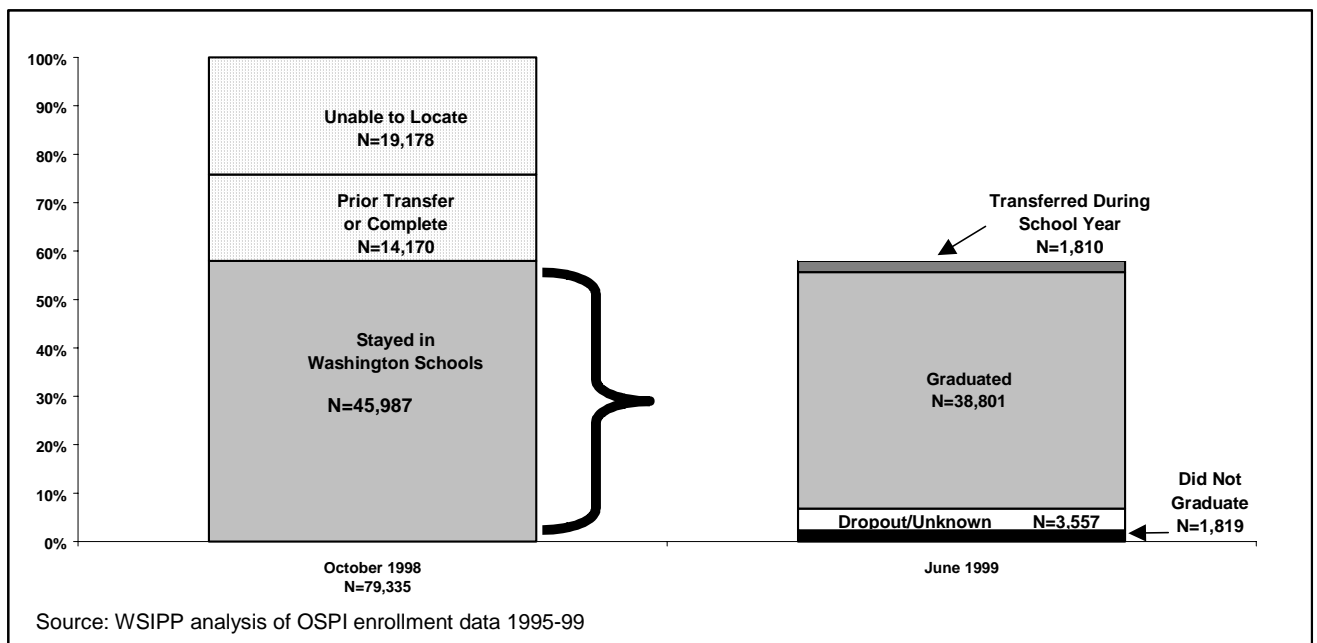 100%
90%
80%
70%
60%
50%
40%
30%
20%
10%
0%
Unable to Locate
N=19,178
Prior Transfer
or Complete
N=14,170
Stayed in
Washington Schools
N=45,987
October 1998
N=79,335
Transferred During
School Year
N=1,810
Graduated
N=38,801
Dropout/Unknown N=3,557
Did Not
Graduate
N=1,819
June 1999
Source: WSIPP analysis of OSPI enrollment data 1995-99